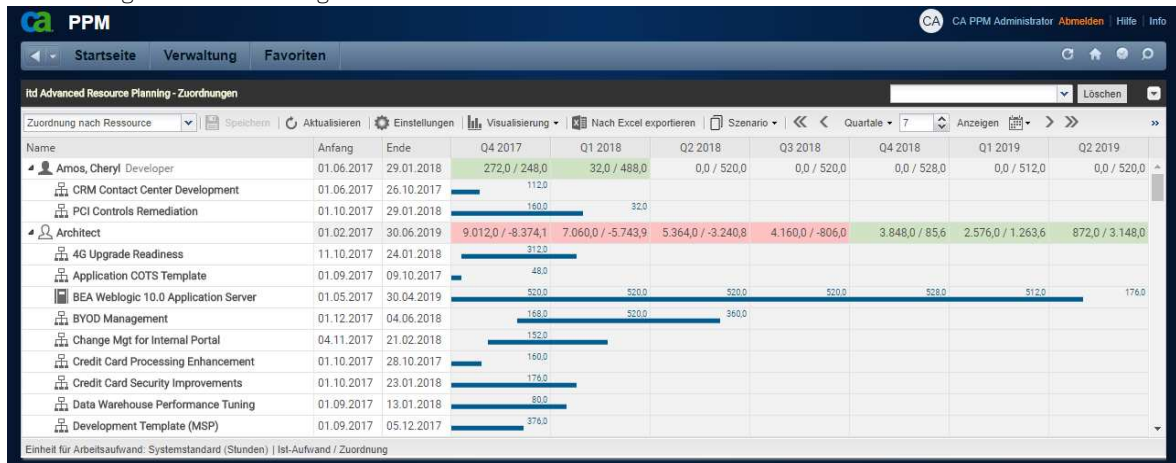 ca PPM
CA CA PPM Administrator Abmelden Hilfe Info
Startseite Verwaltung Favoriten
itd Advanced Resource Planning - Zuordnungen Löschen
Zuordnung nach Ressource Speichern Aktualisieren Einstellungen Visualisierung Nach Excel exportieren Szenario Quartale 7 Anzeigen
Name Anfang Ende Q4 2017 Q1 2018 Q2 2018 Q3 2018 Q4 2018 Q1 2019 Q2 2019
Amos, Cheryl Developer 01.06.2017 29.01.2018 272,0 / 248,0 32,0 / 488,0 0,0 / 520,0 0,0 / 520,0 0,0 / 528,0 0,0 / 512,0 0,0 / 520,0
CRM Contact Center Development 01.06.2017 26.10.2017 112,0
PCI Controls Remediation 01.10.2017 29.01.2018 160,0 32,0
Architect 01.02.2017 30.06.2019 9.012,0 / -8.374,1 7.060,0 / -5.743,9 5.364,0 / -3.240,8 4.160,0 / -806,0 3.848,0 / 85,6 2.576,0 / 1.263,6 872,0 / 3.148,0
4G Upgrade Readiness 11.10.2017 24.01.2018 312,0
Application COTS Template 01.09.2017 09.10.2017 48,0
BEA Weblogic 10.0 Application Server 01.05.2017 30.04.2019 520,0 520,0 520,0 520,0 528,0 512,0 176,0
BYOD Management 01.12.2017 04.06.2018 168,0 520,0 360,0
Change Mgt for Internal Portal 04.11.2017 21.02.2018 152,0
Credit Card Processing Enhancement 01.10.2017 28.10.2017 160,0
Credit Card Security Improvements 01.10.2017 23.01.2018 176,0
Data Warehouse Performance Tuning 01.09.2017 13.01.2018 80,0
Development Template (MSP) 01.09.2017 05.12.2017 376,0
Einheit für Arbeitsaufwand: Systemstandard (Stunden) | Ist-Aufwand / Zuordnung